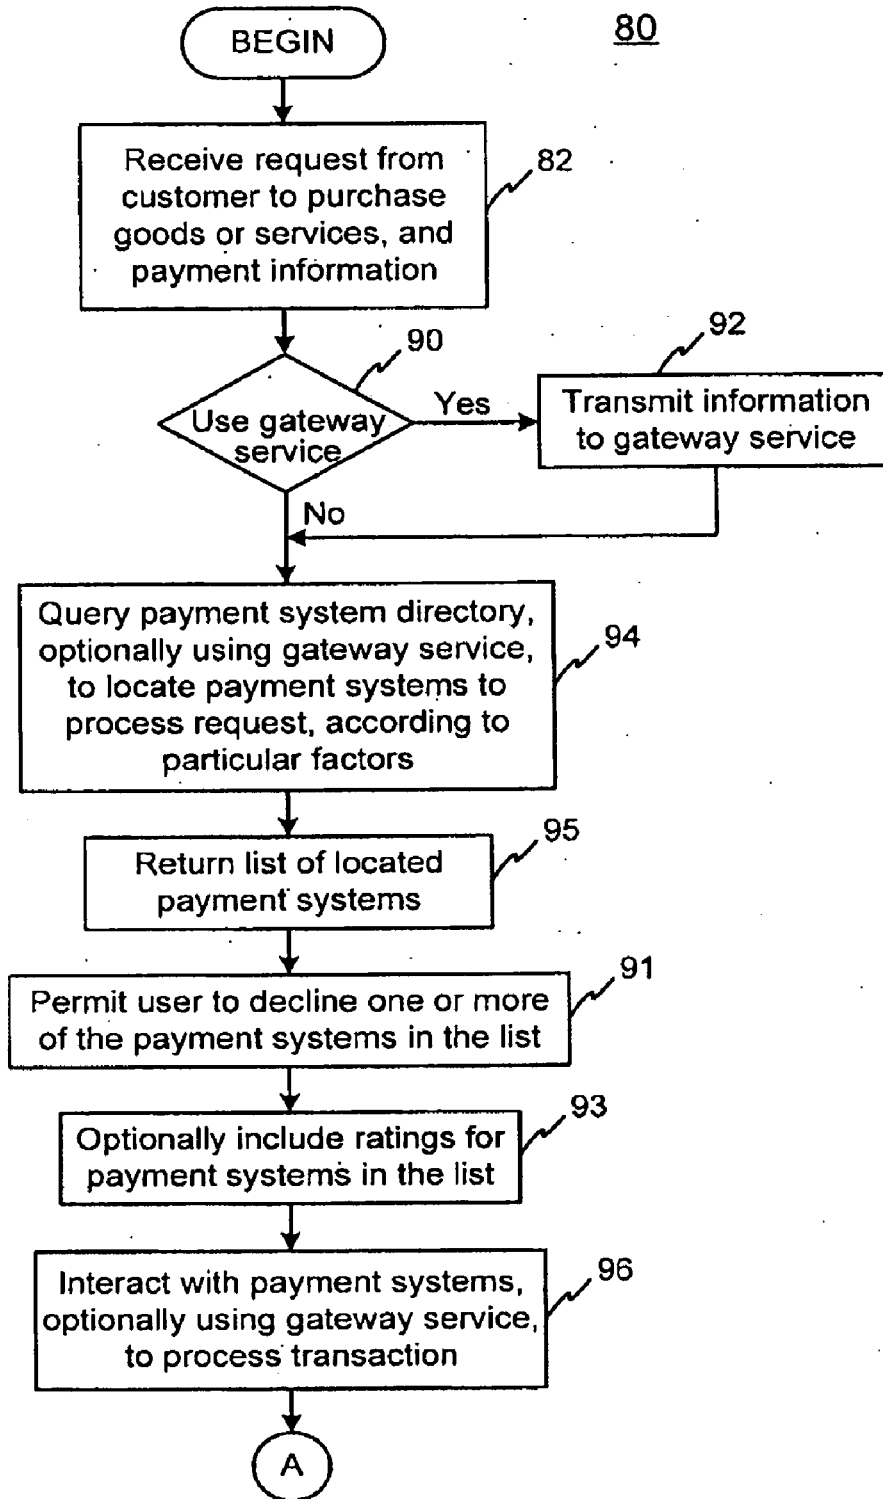 BEGIN
80
Receive request from
customer to purchase
goods or services, and
payment information
82
90
Use gateway
service
Yes
92
Transmit information
to gateway service
No
Query payment system directory,
optionally using gateway service,
to locate payment systems to
process request, according to
particular factors
94
95
Return list of located
payment systems
91
Permit user to decline one or more
of the payment systems in the list
93
Optionally include ratings for
payment systems in the list
96
Interact with payment systems,
optionally using gateway service,
to process transaction
A